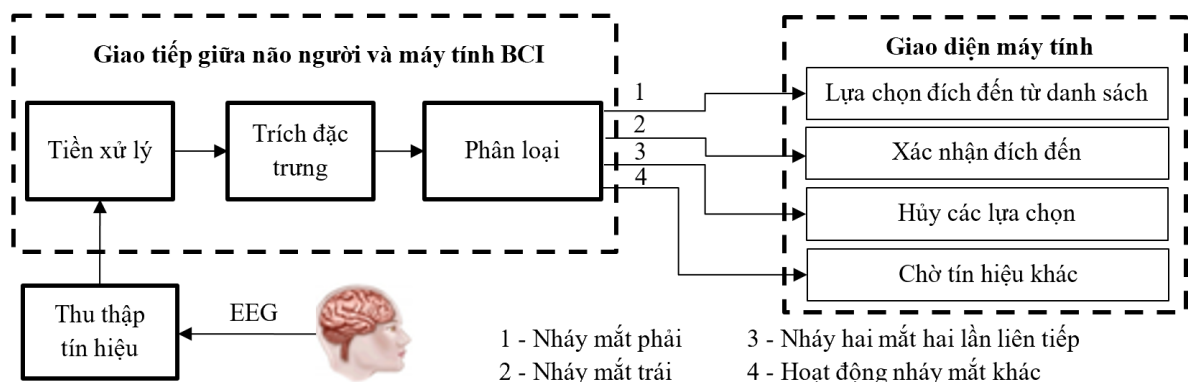 Giao tiếp giữa não người và máy tính BCI
Tiền xử lý
Trích đặc
trưng
Phân loại
1
2
3
4
Giao diện máy tính
Lựa chọn đích đến từ danh sách
Xác nhận đích đến
Hủy các lựa chọn
Chờ tín hiệu khác
Thu thập
tín hiệu
EEG
1 - Nháy mắt phải
2 - Nháy mắt trái
3 - Nháy hai mắt hai lần liên tiếp
4 - Hoạt động nháy mắt khác